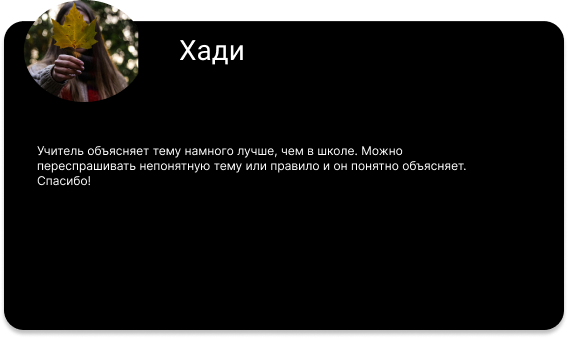 Хади
Учитель объясняет тему намного лучше, чем в школе. Можно
переспрашивать непонятную тему или правило и он понятно объясняет.
Спасибо!